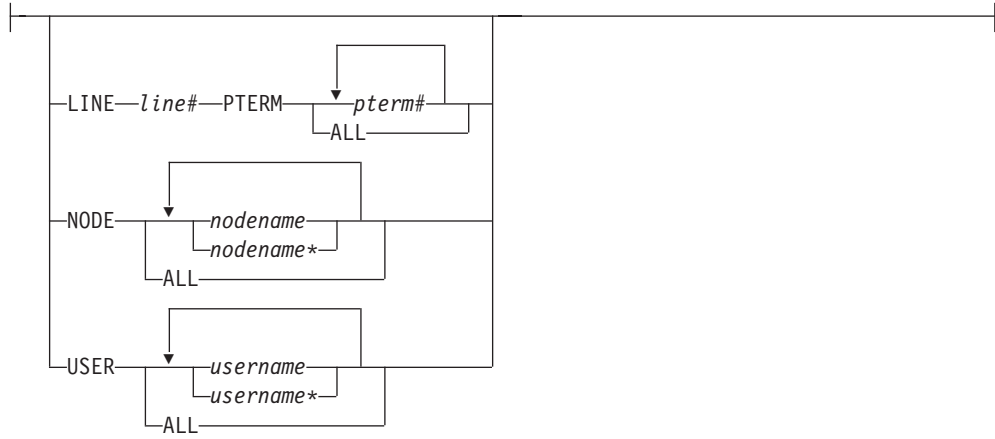 LINE line# PTERM pterm#
ALL
NODE nodename
nodename*
ALL
USER username
username*
ALL